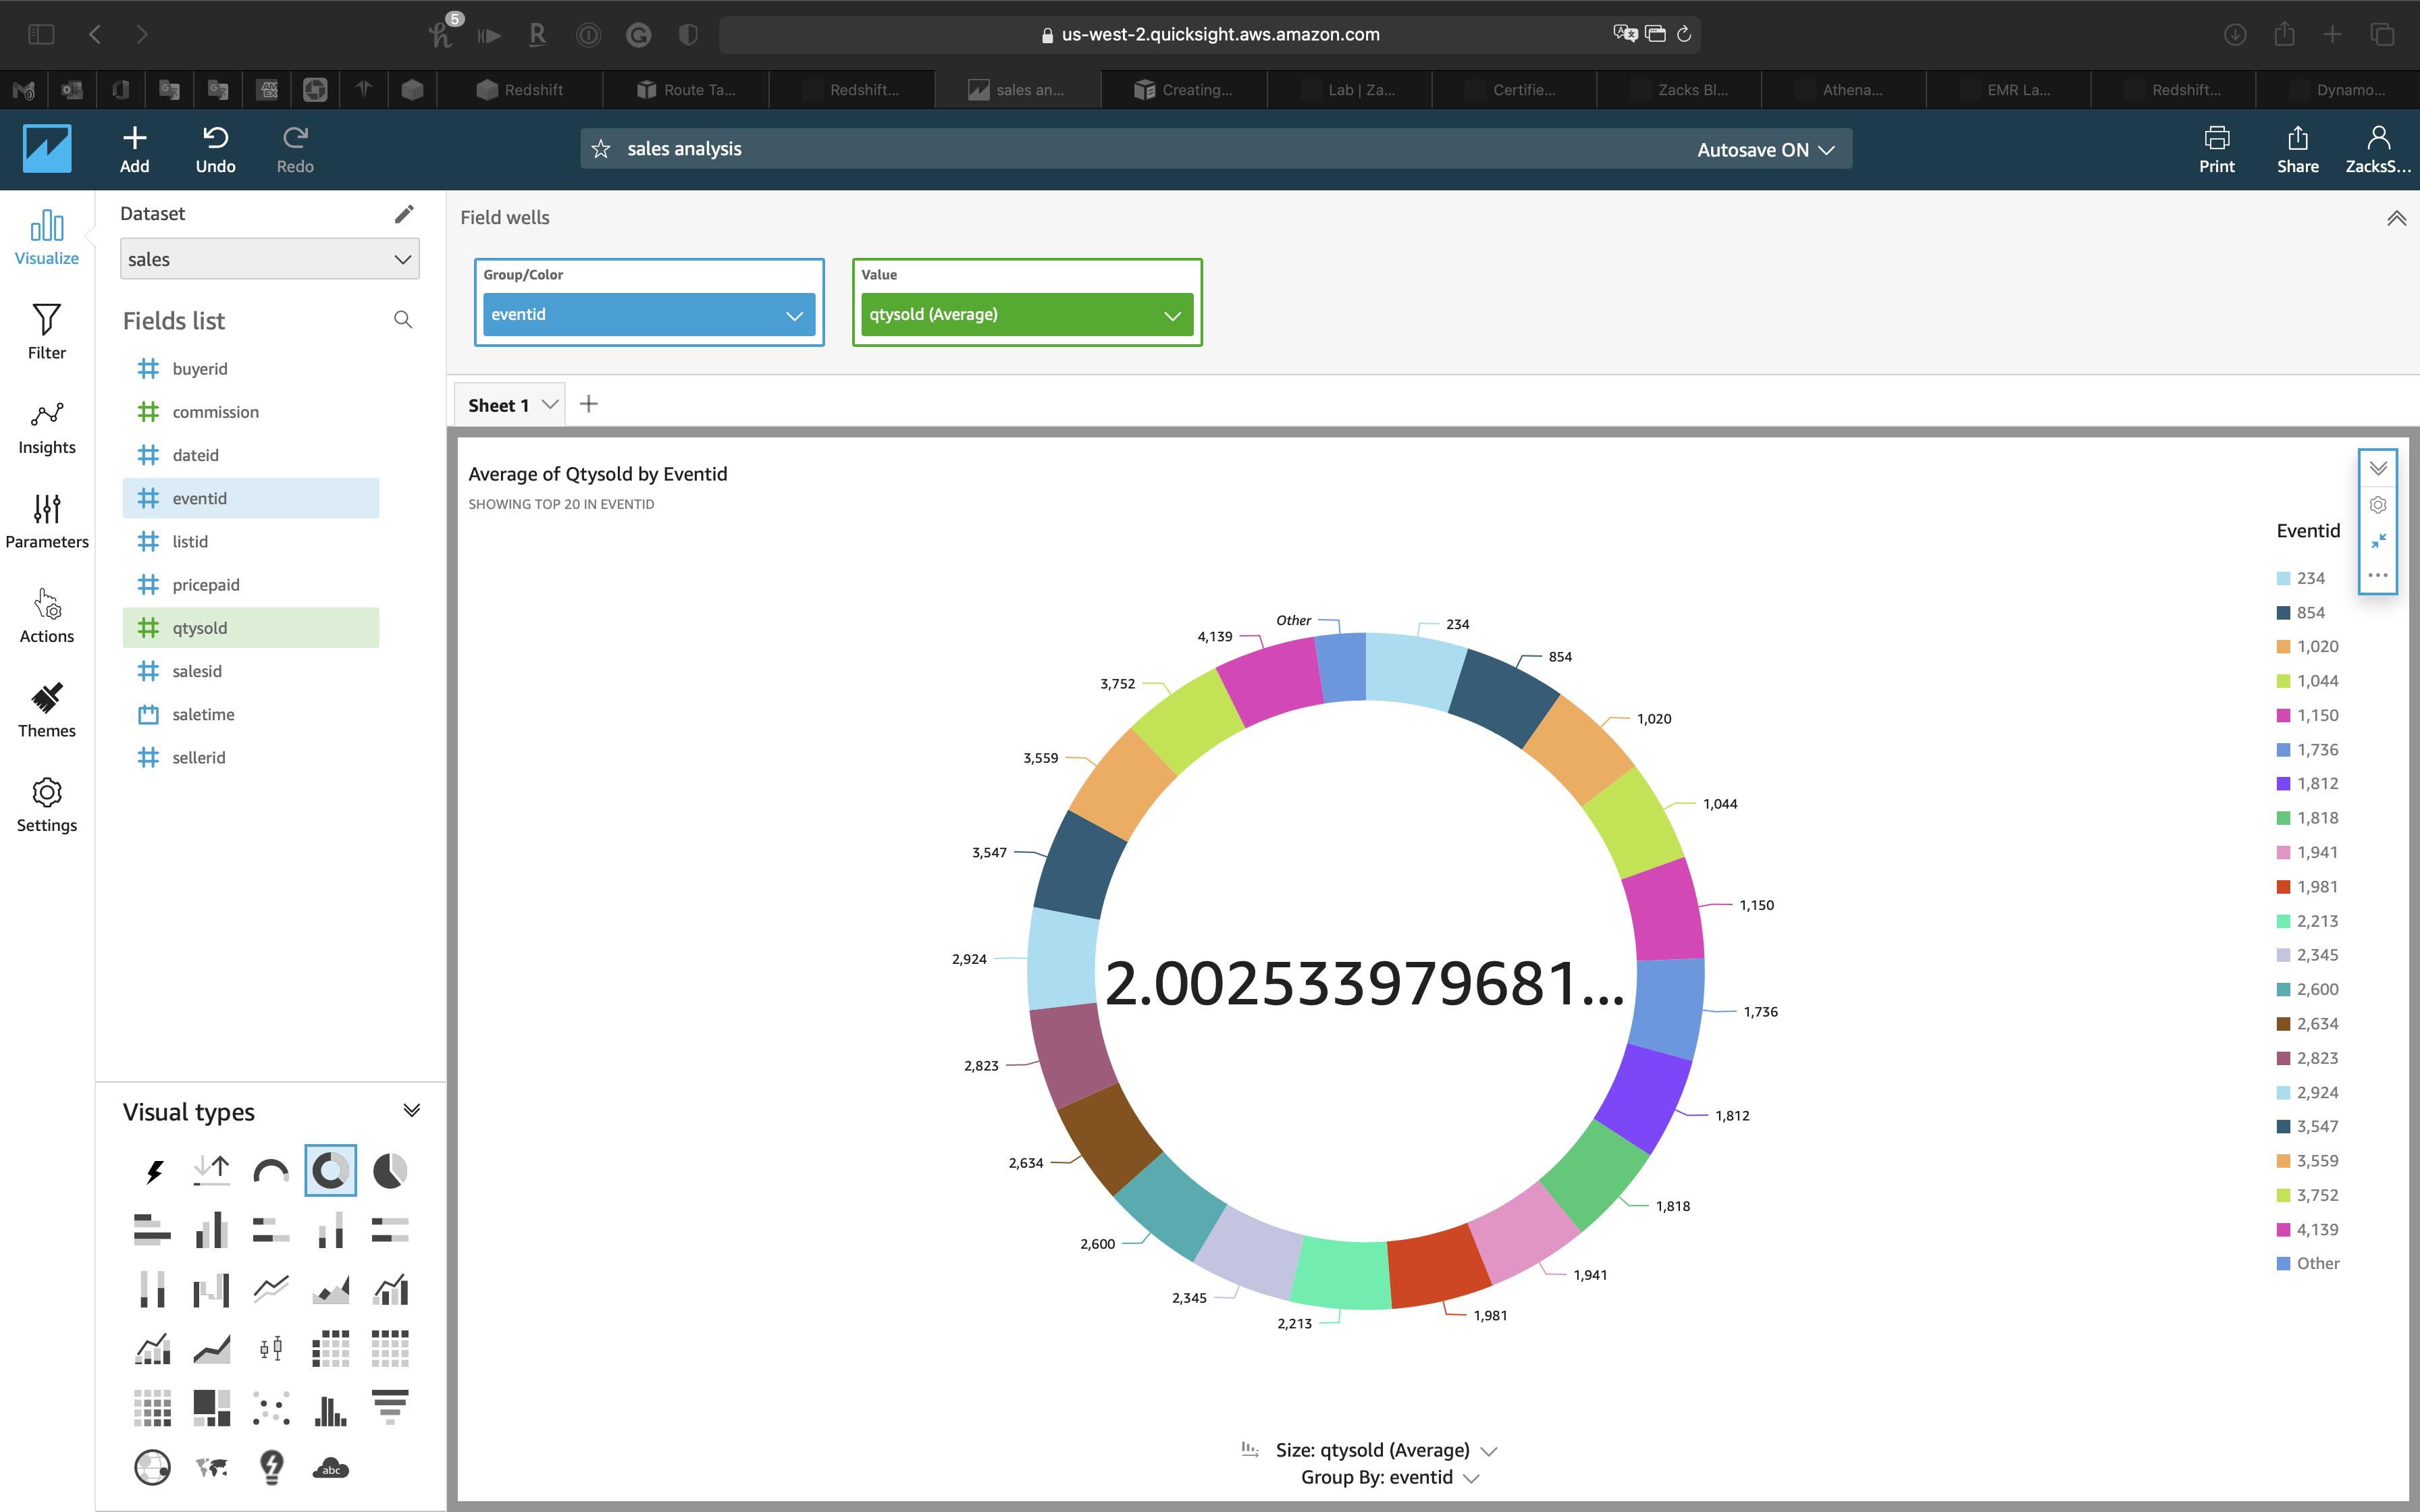 5
us-west-2.quicksight.aws.amazon.com
Redshift
Route Ta...
Redshift...
sales an...
Creating...
Lab | Za...
Certifie...
Zacks Bl...
Athena...
EMR La...
Redshift...
Dynamo...
Add
Undo
Redo
sales analysis
Autosave ON
Print
Share
ZacksS...
Visualize
Filter
Insights
Parameters
Actions
Themes
Settings
Dataset
sales
Fields list
buyerid
commission
dateid
eventid
listid
pricepaid
qtysold
salesid
saletime
sellerid
Visual types
abc
Field wells
Group/Color
eventid
Value
qtysold (Average)
Sheet 1
Average of Qtysold by Eventid
SHOWING TOP 20 IN EVENTID
Other
234
854
1,020
1,044
1,150
1,736
1,812
1,818
1,941
1,981
2,213
2,345
2,600
2,634
2,823
2,924
3,547
3,559
3,752
4,139
2.002533979681...
Size: qtysold (Average)
Group By: eventid
Eventid
234
854
1,020
1,044
1,150
1,736
1,812
1,818
1,941
1,981
2,213
2,345
2,600
2,634
2,823
2,924
3,547
3,559
3,752
4,139
Other